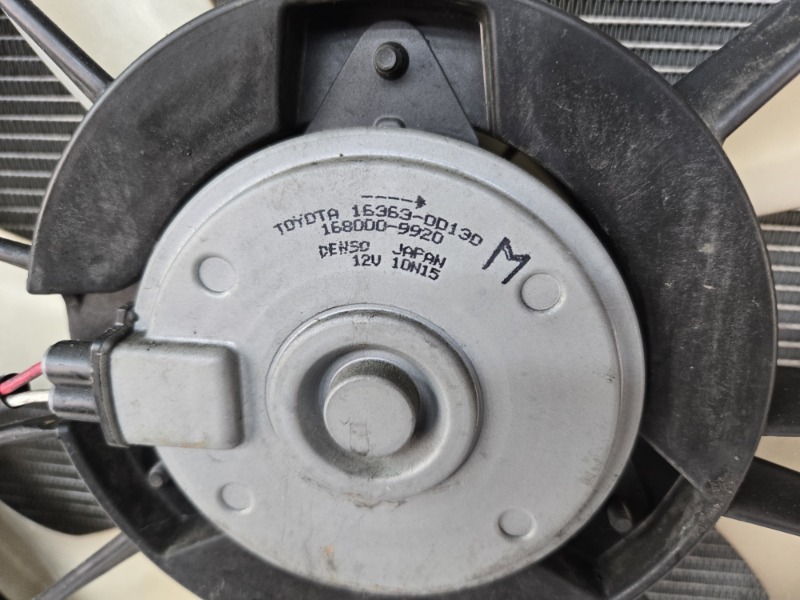 TOYOTA 16363-0D130
168000-9920
DENSO JAPAN
12V 10N15
M